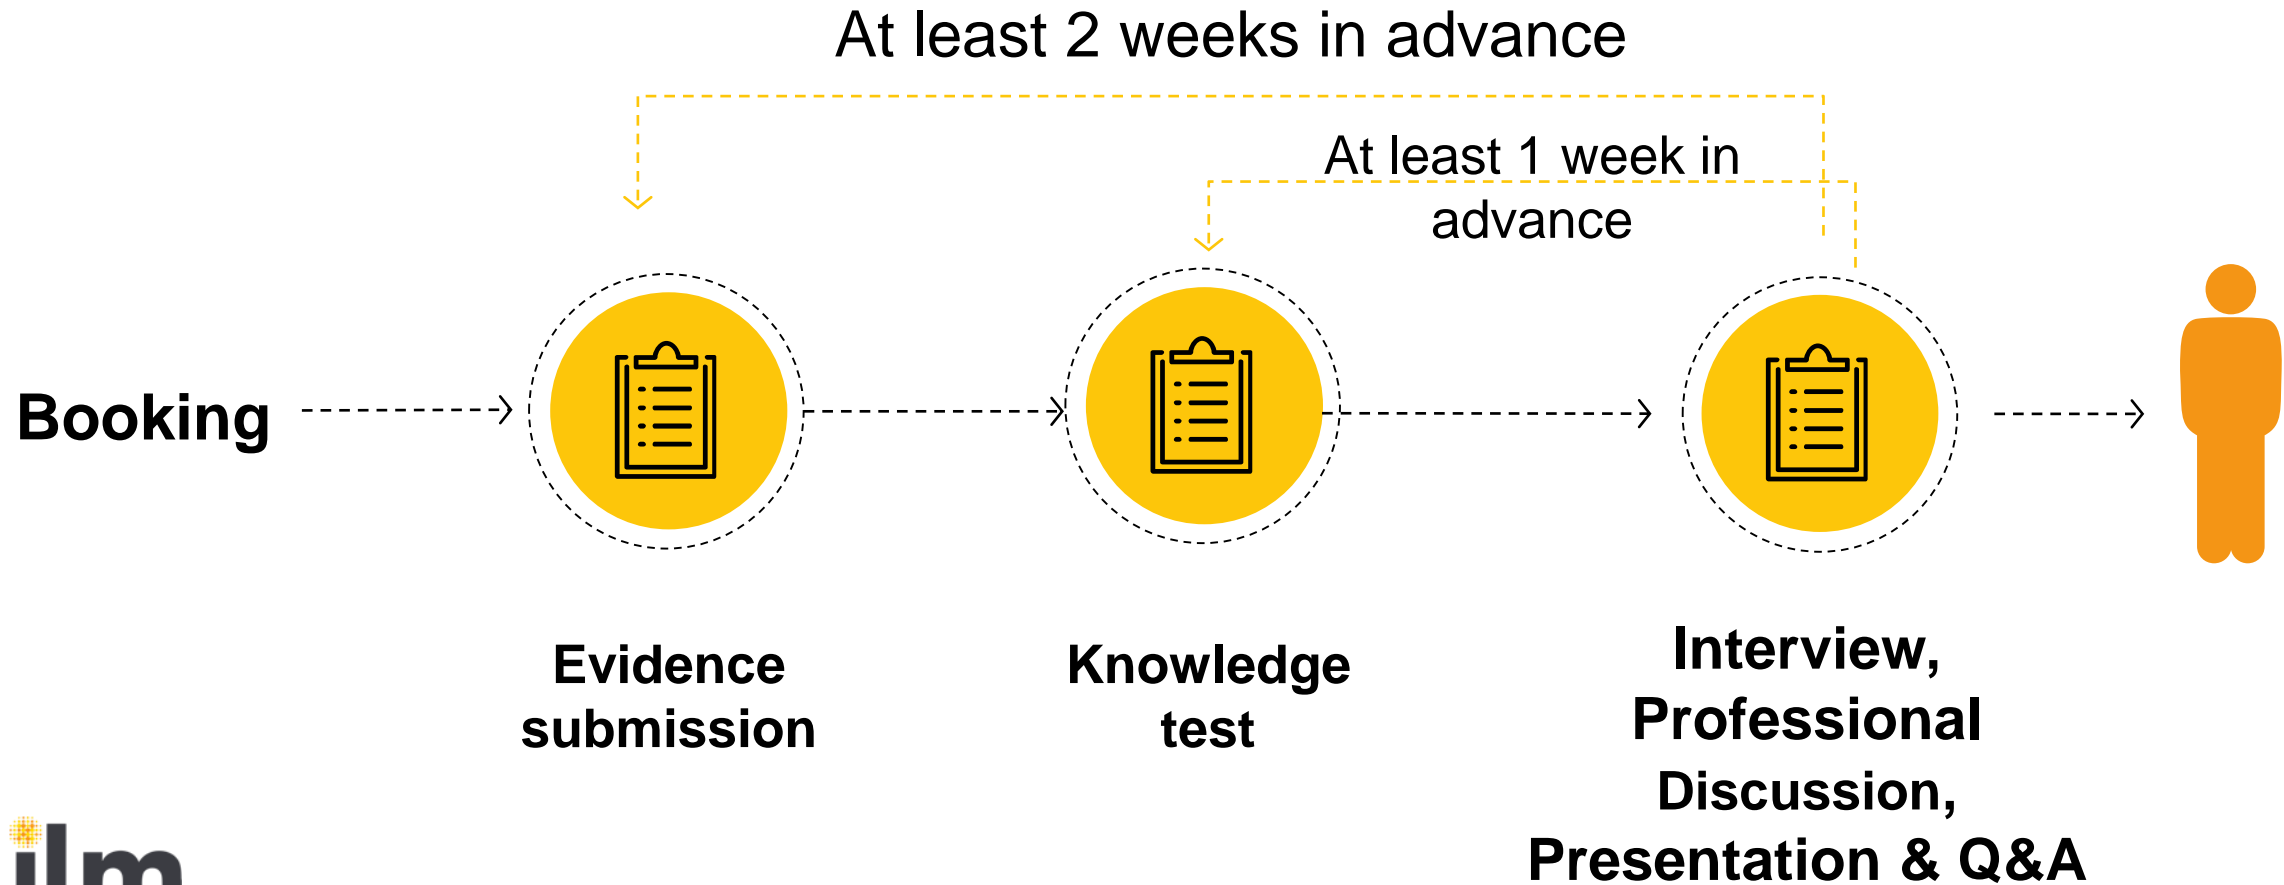 At least 2 weeks in advance
At least 1 week in
advance
Booking
Evidence
submission
Knowledge
test
Interview,
Professional
Discussion,
Presentation & Q&A
ilm